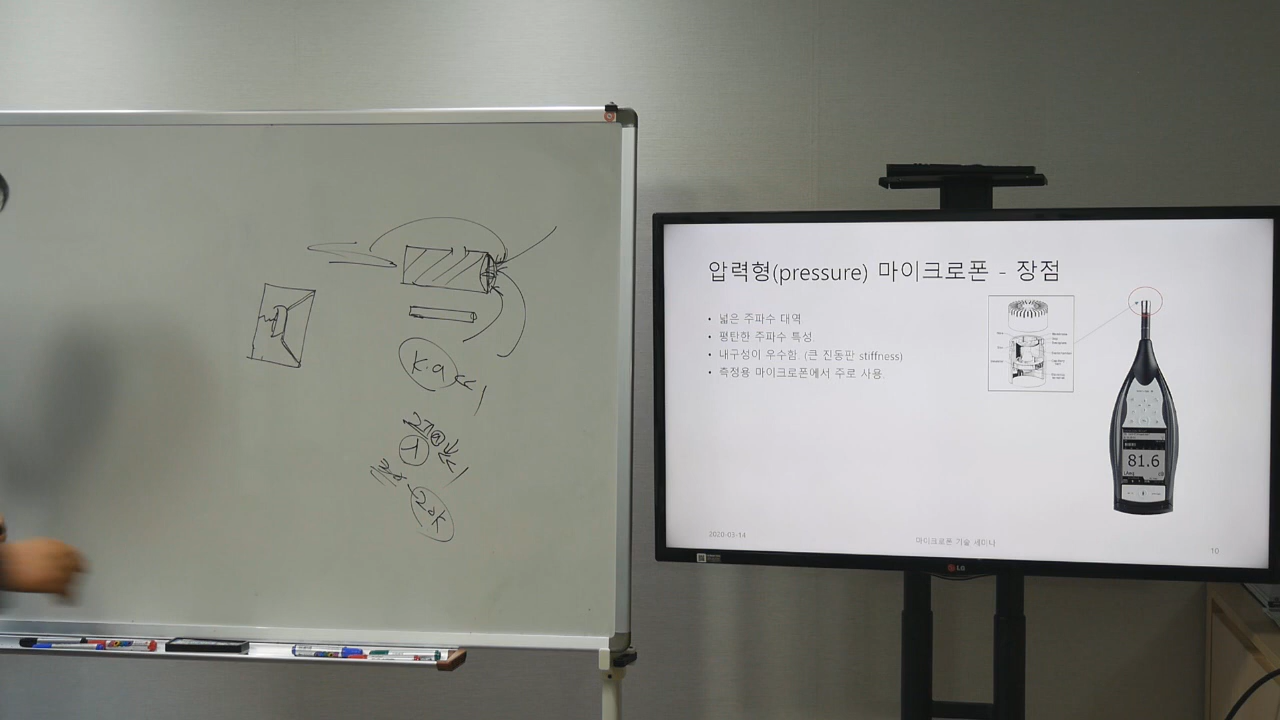 k.a
20k
압력형(pressure) 마이크로폰 - 장점
• 넓은 주파수 대역
• 평탄한 주파수 특성
• 내구성이 우수함. (큰 진동판 stiffness)
• 측정용 마이크로폰에서 주로 사용
81.6
2020-03-14
마이크로폰 기술 세미나
10
LG